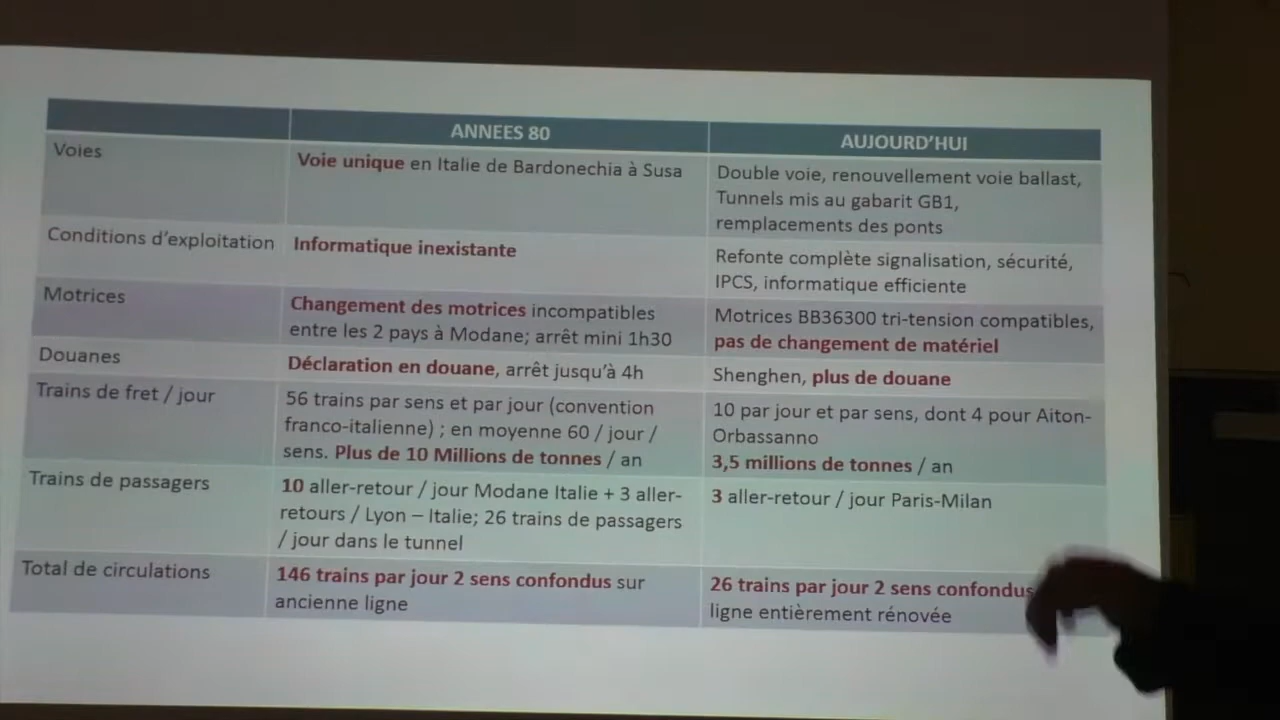 ANNEES 80
AUJOURD'HUI
Voies
Voie unique en Italie de Bardonechia à Susa
Double voie, renouvellement voie ballast,
Tunnels mis au gabarit GB1,
remplacements des ponts
Conditions d'exploitation
Informatique inexistante
Refonte complète signalisation, sécurité,
IPCS, informatique efficiente
Motrices
Changement des motrices incompatibles
entre les 2 pays à Modane; arrêt mini 1h30
Motrices BB36300 tri-tension compatibles,
pas de changement de matériel
Douanes
Déclaration en douane, arrêt jusqu'à 4h
Shenghen, plus de douane
Trains de fret / jour
56 trains par sens et par jour (convention
franco-italienne) ; en moyenne 60 / jour /
sens. Plus de 10 Millions de tonnes / an
10 par jour et par sens, dont 4 pour Aiton-
Orbassanno
3,5 millions de tonnes / an
Trains de passagers
10 aller-retour / jour Modane Italie + 3 aller-
retours / Lyon – Italie; 26 trains de passagers
/ jour dans le tunnel
3 aller-retour / jour Paris-Milan
Total de circulations
146 trains par jour 2 sens confondus sur
ancienne ligne
26 trains par jour 2 sens confondus
ligne entièrement rénovée